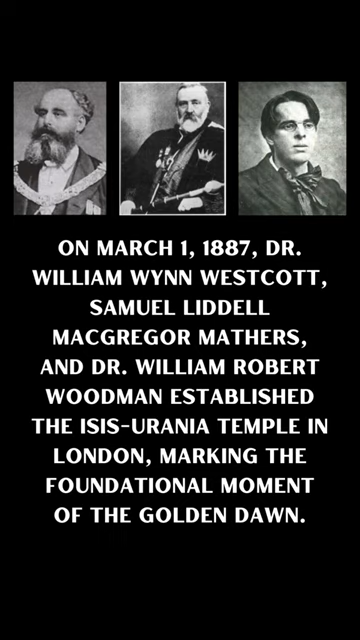 ON MARCH 1, 1887, DR.
WILLIAM WYNN WESTCOTT,
SAMUEL LIDDELL
MACGREGOR MATHERS,
AND DR. WILLIAM ROBERT
WOODMAN ESTABLISHED
THE ISIS-URANIA TEMPLE IN
LONDON, MARKING THE
FOUNDATIONAL MOMENT
OF THE GOLDEN DAWN.